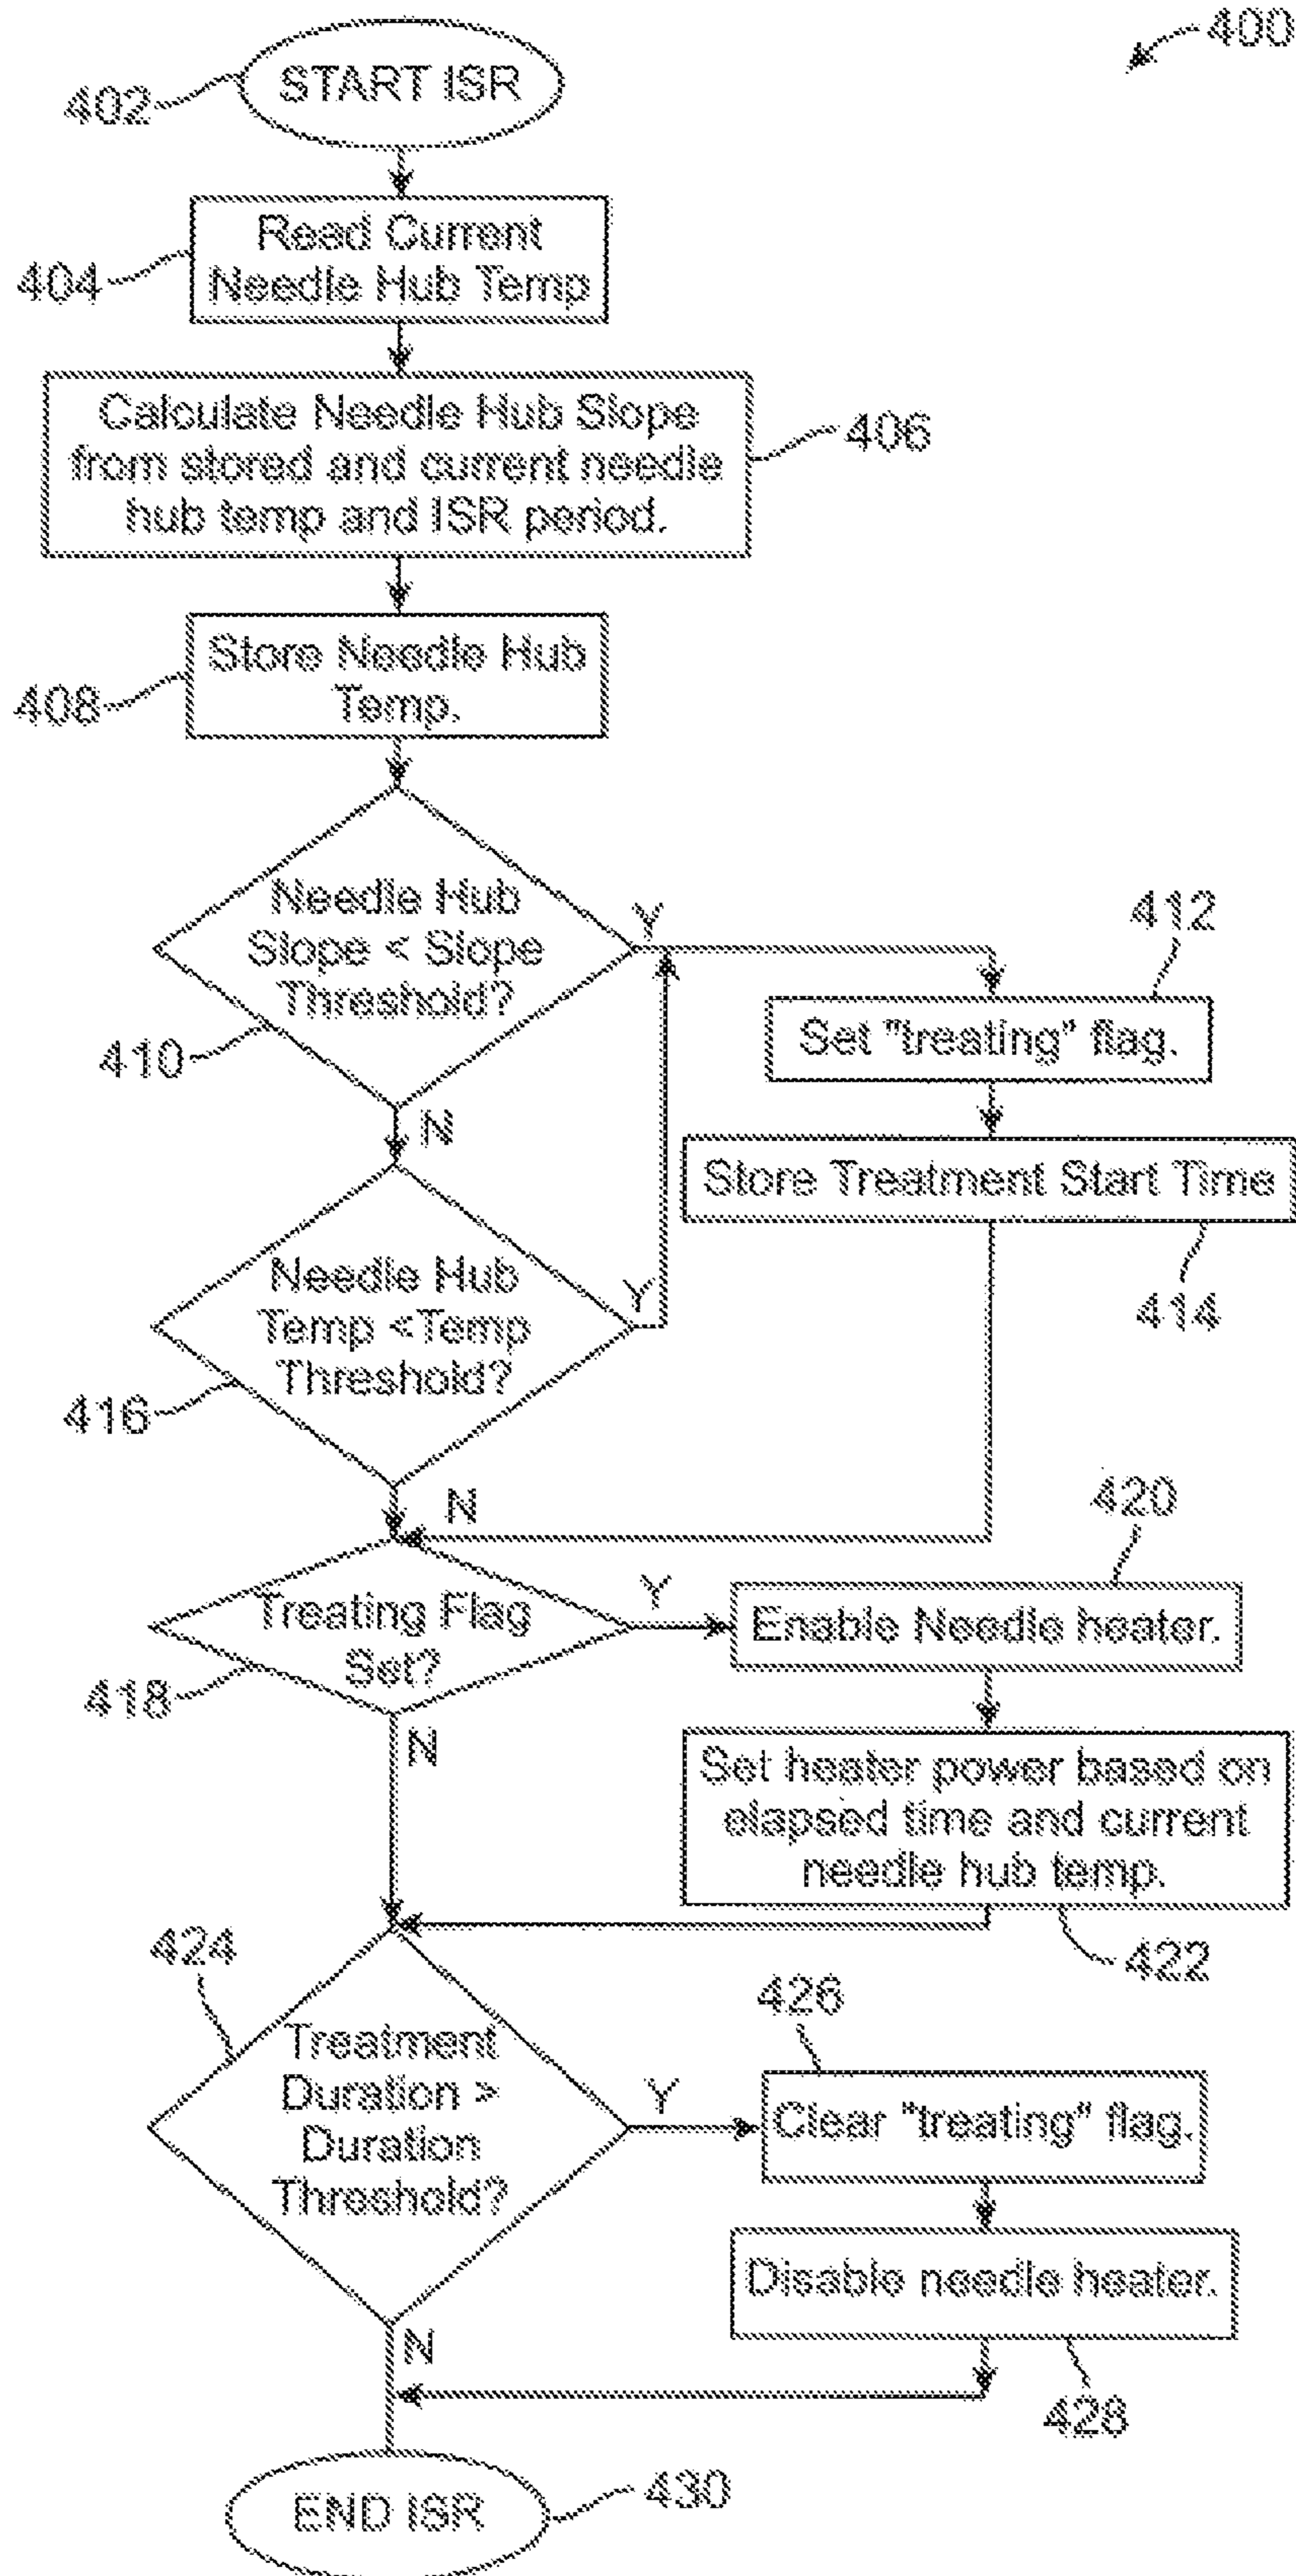 400
START ISR
402
Read Current
Needle Hub Temp
404
Calculate Needle Hub Slope
from stored and current needle
hub temp and ISR period.
406
Store Needle Hub
Temp.
408
Needle Hub
Slope < Slope
Threshold?
Y
410
N
412
Set "treating" flag.
Store Treatment Start Time
414
Needle Hub
Temp <Temp
Threshold?
Y
416
N
420
Treating Flag
Set?
Y
418
N
Enable Needle heater.
Set heater power based on
elapsed time and current
needle hub temp.
422
424
Treatment
Duration >
Duration
Threshold?
Y
N
426
Clear "treating" flag.
Disable needle heater.
428
END ISR
430